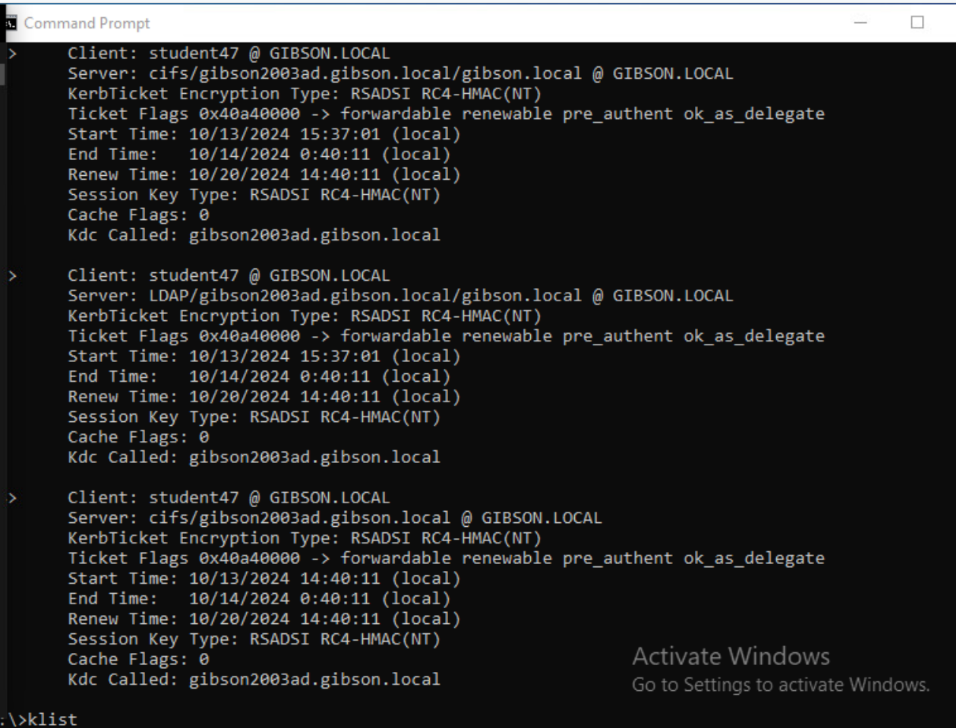 Command Prompt
> Client: student47 @ GIBSON.LOCAL
Server: cifs/gibson2003ad.gibson.local/gibson.local @ GIBSON.LOCAL
KerbTicket Encryption Type: RSADSI RC4-HMAC(NT)
Ticket Flags 0x40a40000 -> forwardable renewable pre_authent ok_as_delegate
Start Time: 10/13/2024 15:37:01 (local)
End Time: 10/14/2024 0:40:11 (local)
Renew Time: 10/20/2024 14:40:11 (local)
Session Key Type: RSADSI RC4-HMAC(NT)
Cache Flags: 0
Kdc Called: gibson2003ad.gibson.local
> Client: student47 @ GIBSON.LOCAL
Server: LDAP/gibson2003ad.gibson.local/gibson.local @ GIBSON.LOCAL
KerbTicket Encryption Type: RSADSI RC4-HMAC(NT)
Ticket Flags 0x40a40000 -> forwardable renewable pre_authent ok_as_delegate
Start Time: 10/13/2024 15:37:01 (local)
End Time: 10/14/2024 0:40:11 (local)
Renew Time: 10/20/2024 14:40:11 (local)
Session Key Type: RSADSI RC4-HMAC(NT)
Cache Flags: 0
Kdc Called: gibson2003ad.gibson.local
> Client: student47 @ GIBSON.LOCAL
Server: cifs/gibson2003ad.gibson.local @ GIBSON.LOCAL
KerbTicket Encryption Type: RSADSI RC4-HMAC(NT)
Ticket Flags 0x40a40000 -> forwardable renewable pre_authent ok_as_delegate
Start Time: 10/13/2024 14:40:11 (local)
End Time: 10/14/2024 0:40:11 (local)
Renew Time: 10/20/2024 14:40:11 (local)
Session Key Type: RSADSI RC4-HMAC(NT)
Cache Flags: 0
Kdc Called: gibson2003ad.gibson.local
Activate Windows
Go to Settings to activate Windows.
:\>klist